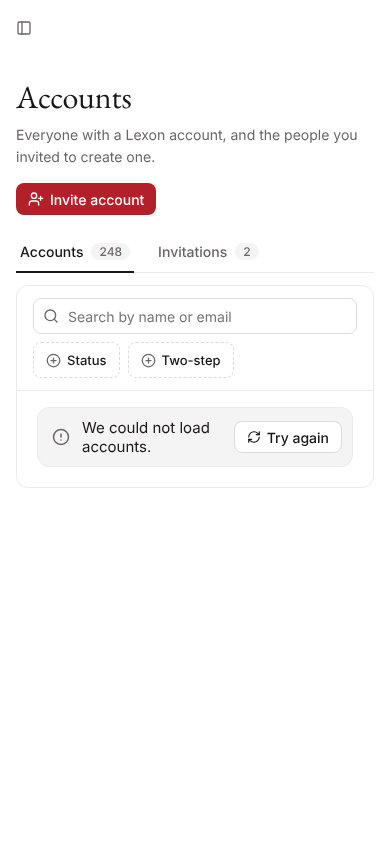 Accounts
Everyone with a Lexon account, and the people you
invited to create one.
Invite account
Accounts 248 Invitations 2
Search by name or email
Status Two-step
We could not load
accounts.
Try again